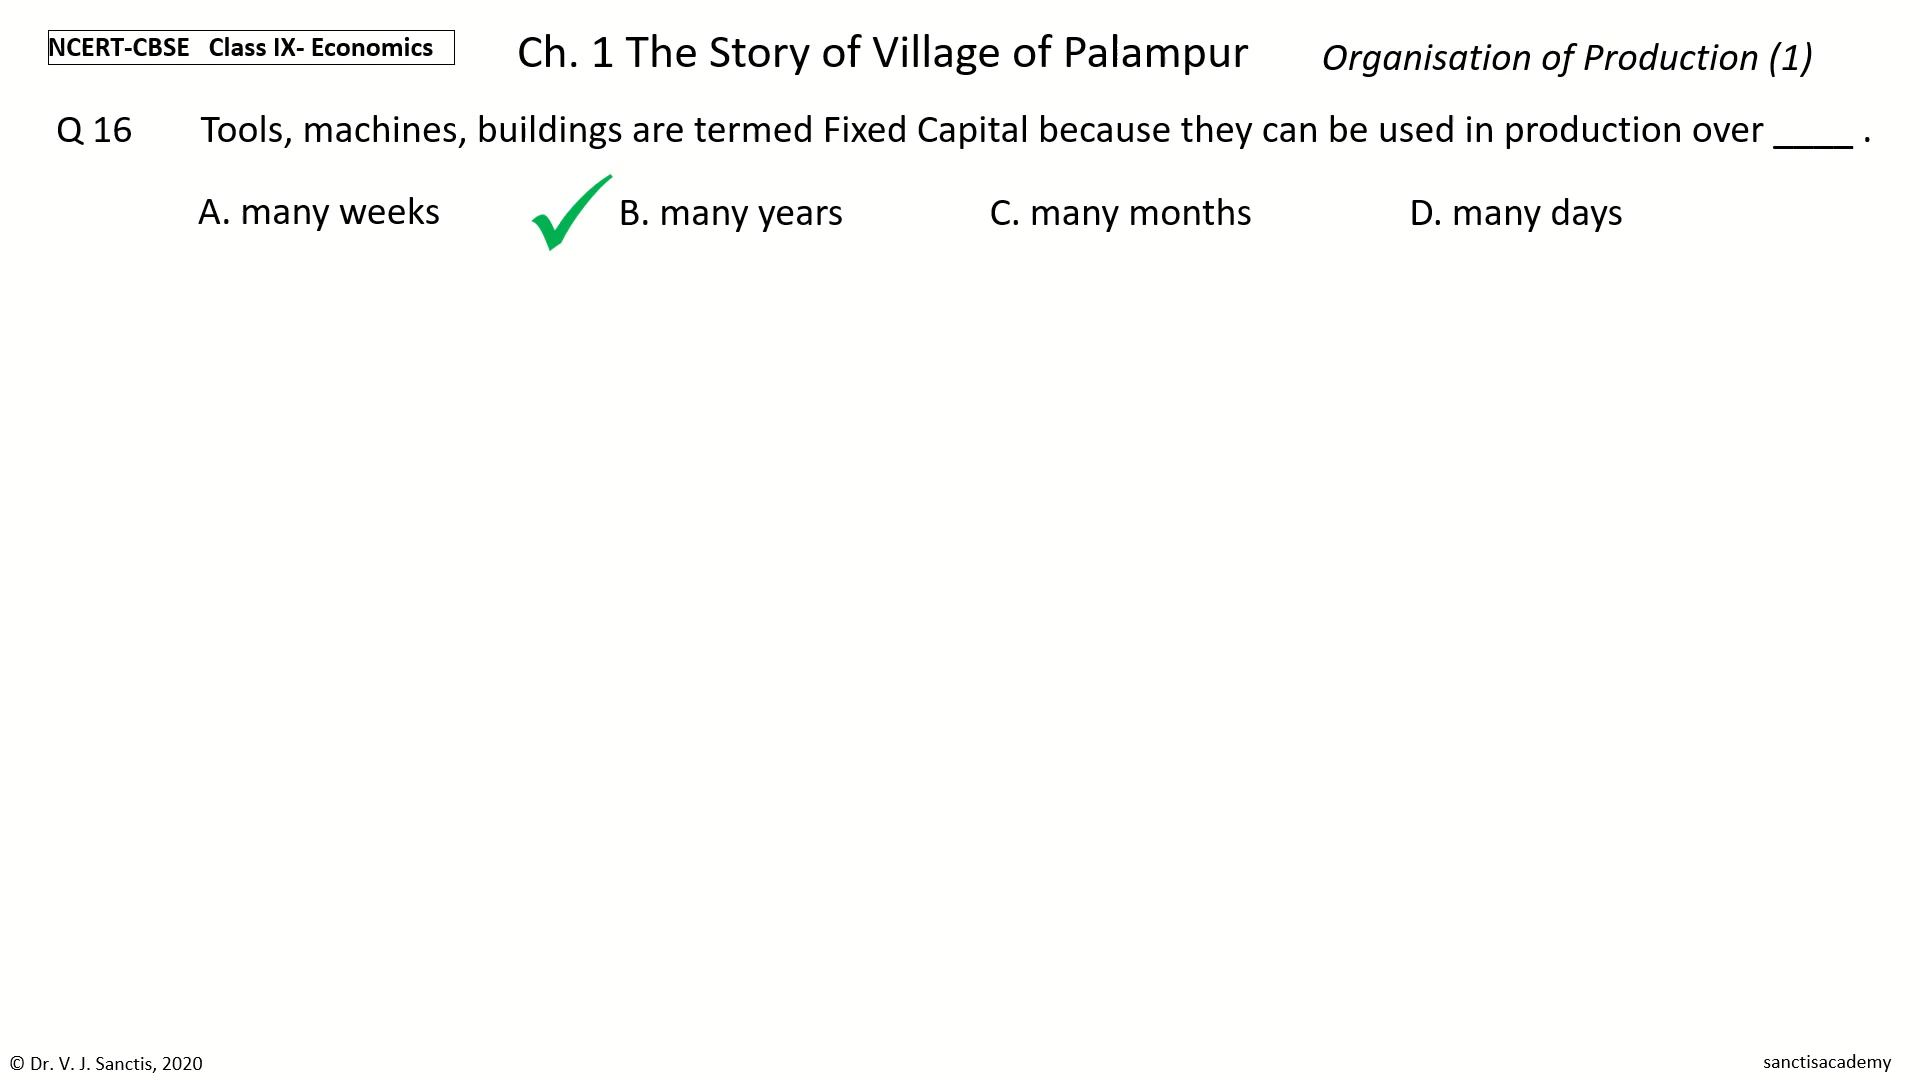 NCERT-CBSE Class IX- Economics
Ch. 1 The Story of Village of Palampur
Organisation of Production (1)
Q 16 Tools, machines, buildings are termed Fixed Capital because they can be used in production over ____ .
A. many weeks B. many years C. many months D. many days
© Dr. V. J. Sanctis, 2020
sanctisacademy